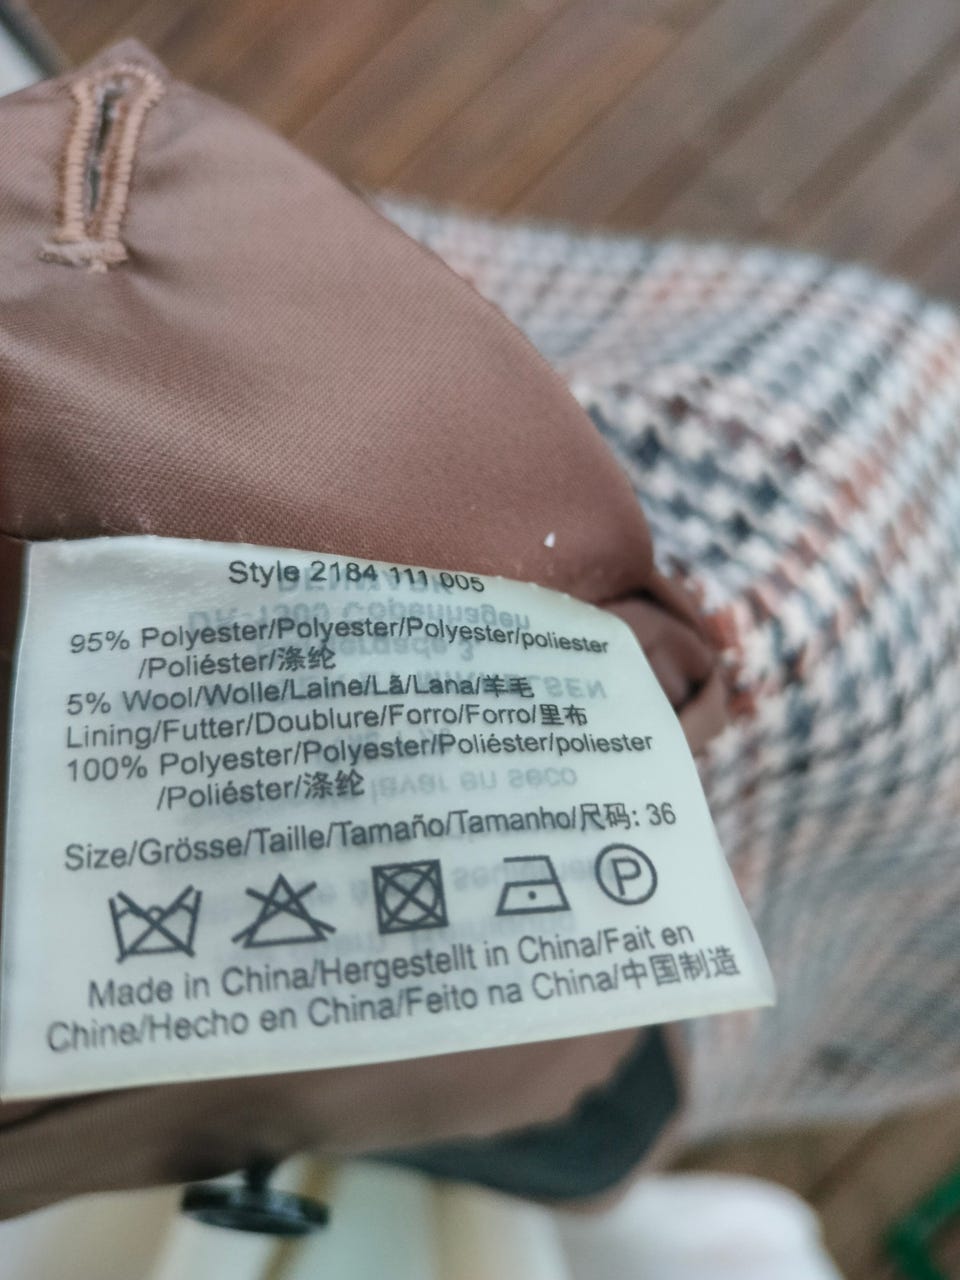 Style 2184 111 005
95% Polyester/Polyester/Polyester/poliester
/Poliéster/涤纶
5% Wool/Wolle/Laine/Lã/Lana/羊毛
Lining/Futter/Doublure/Forro/Forro/里布
100% Polyester/Polyester/Poliéster/poliester
/Poliéster/涤纶
Size/Grösse/Taille/Tamaño/Tamanho/尺码: 36
P
Made in China/Hergestellt in China/Fait en
Chine/Hecho en China/Feito na China/中国制造